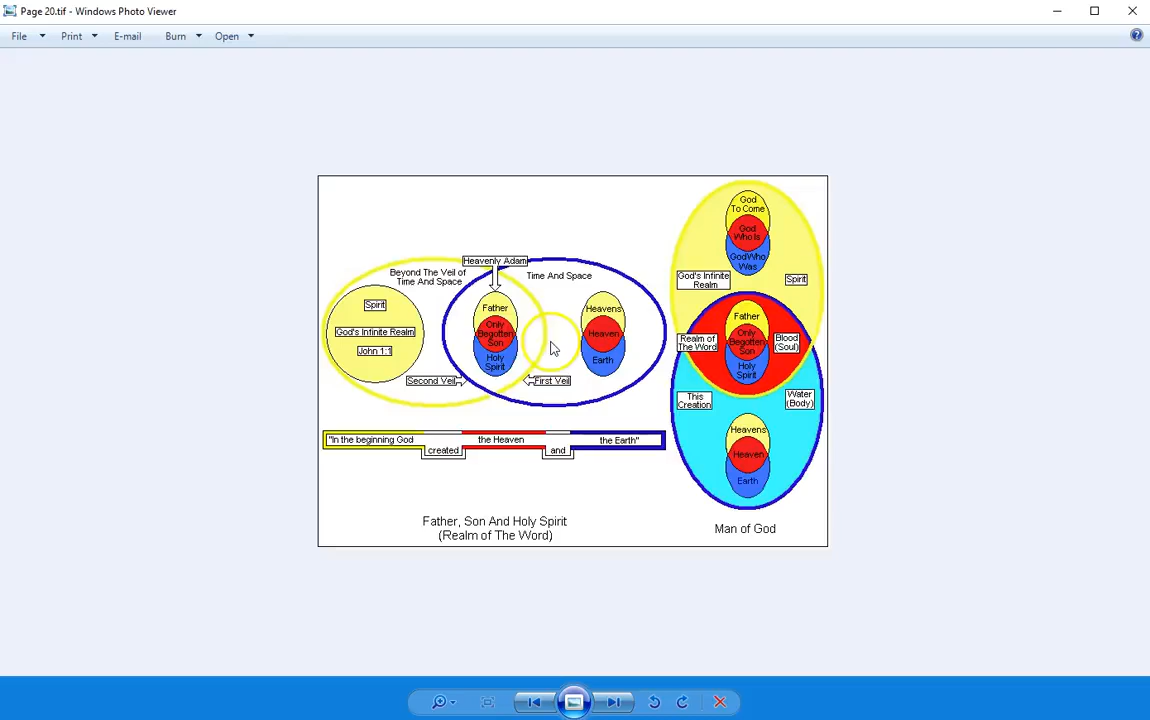 Page 20.tif - Windows Photo Viewer
File Print E-mail Burn Open
Heavenly Adam
Beyond The Veil of
Time And Space
Time And Space
Spirit
God's Infinite Realm
John 1:1
Father
Only
Begotten
Son
Holy
Spirit
Heavens
Heaven
Earth
Second Veil
First Veil
"In the beginning God
created
the Heaven
and
the Earth"
Father, Son And Holy Spirit
(Realm of The Word)
God
To Come
God
Who Is
GodWho
Was
God's Infinite
Realm
Spirit
Father
Only
Begotten
Son
Holy
Spirit
Realm of
The Word
Blood
(Soul)
This
Creation
Water
(Body)
Heavens
Heaven
Earth
Man of God